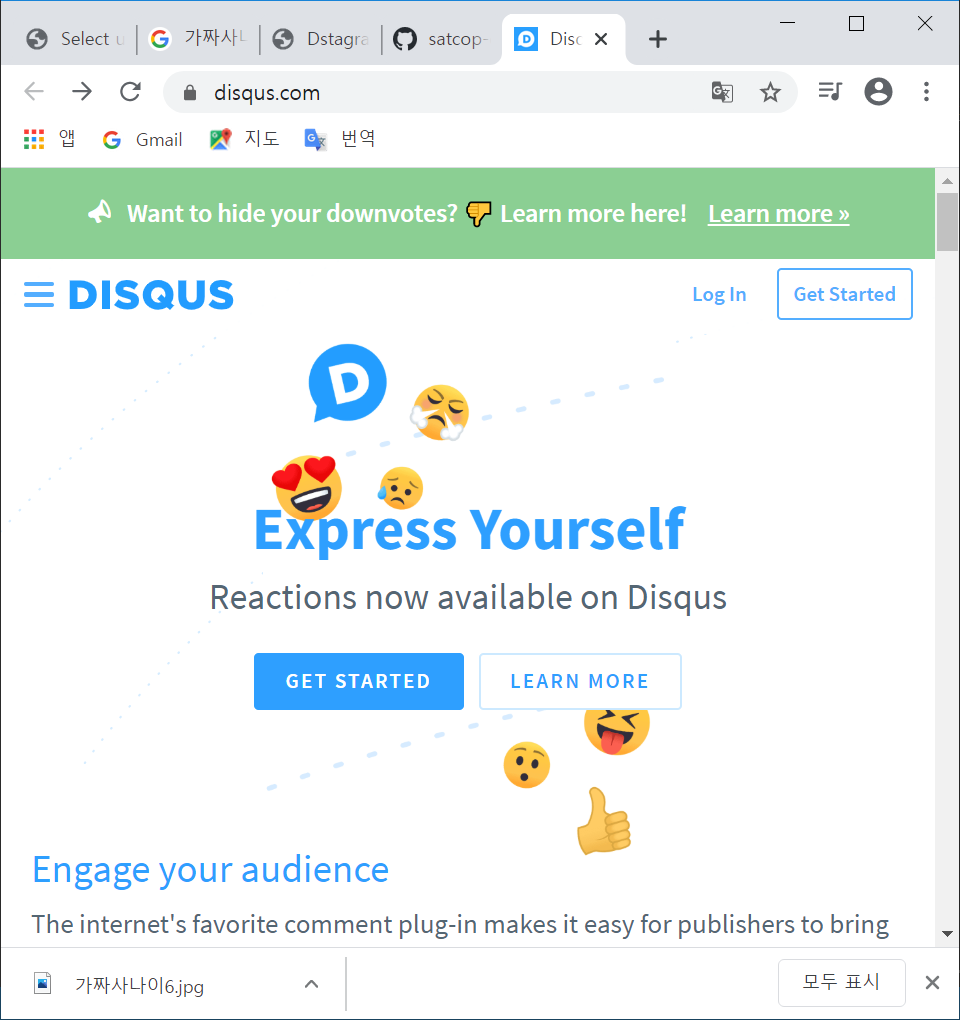 Select u
가짜사나
Dstagra
satcop-
Disq
disqus.com
앱
Gmail
지도
번역
Want to hide your downvotes? 👎 Learn more here! Learn more »
DISQUS
Log In
Get Started
Express Yourself
Reactions now available on Disqus
GET STARTED
LEARN MORE
Engage your audience
The internet's favorite comment plug-in makes it easy for publishers to bring
가짜사나이6.jpg
모두 표시